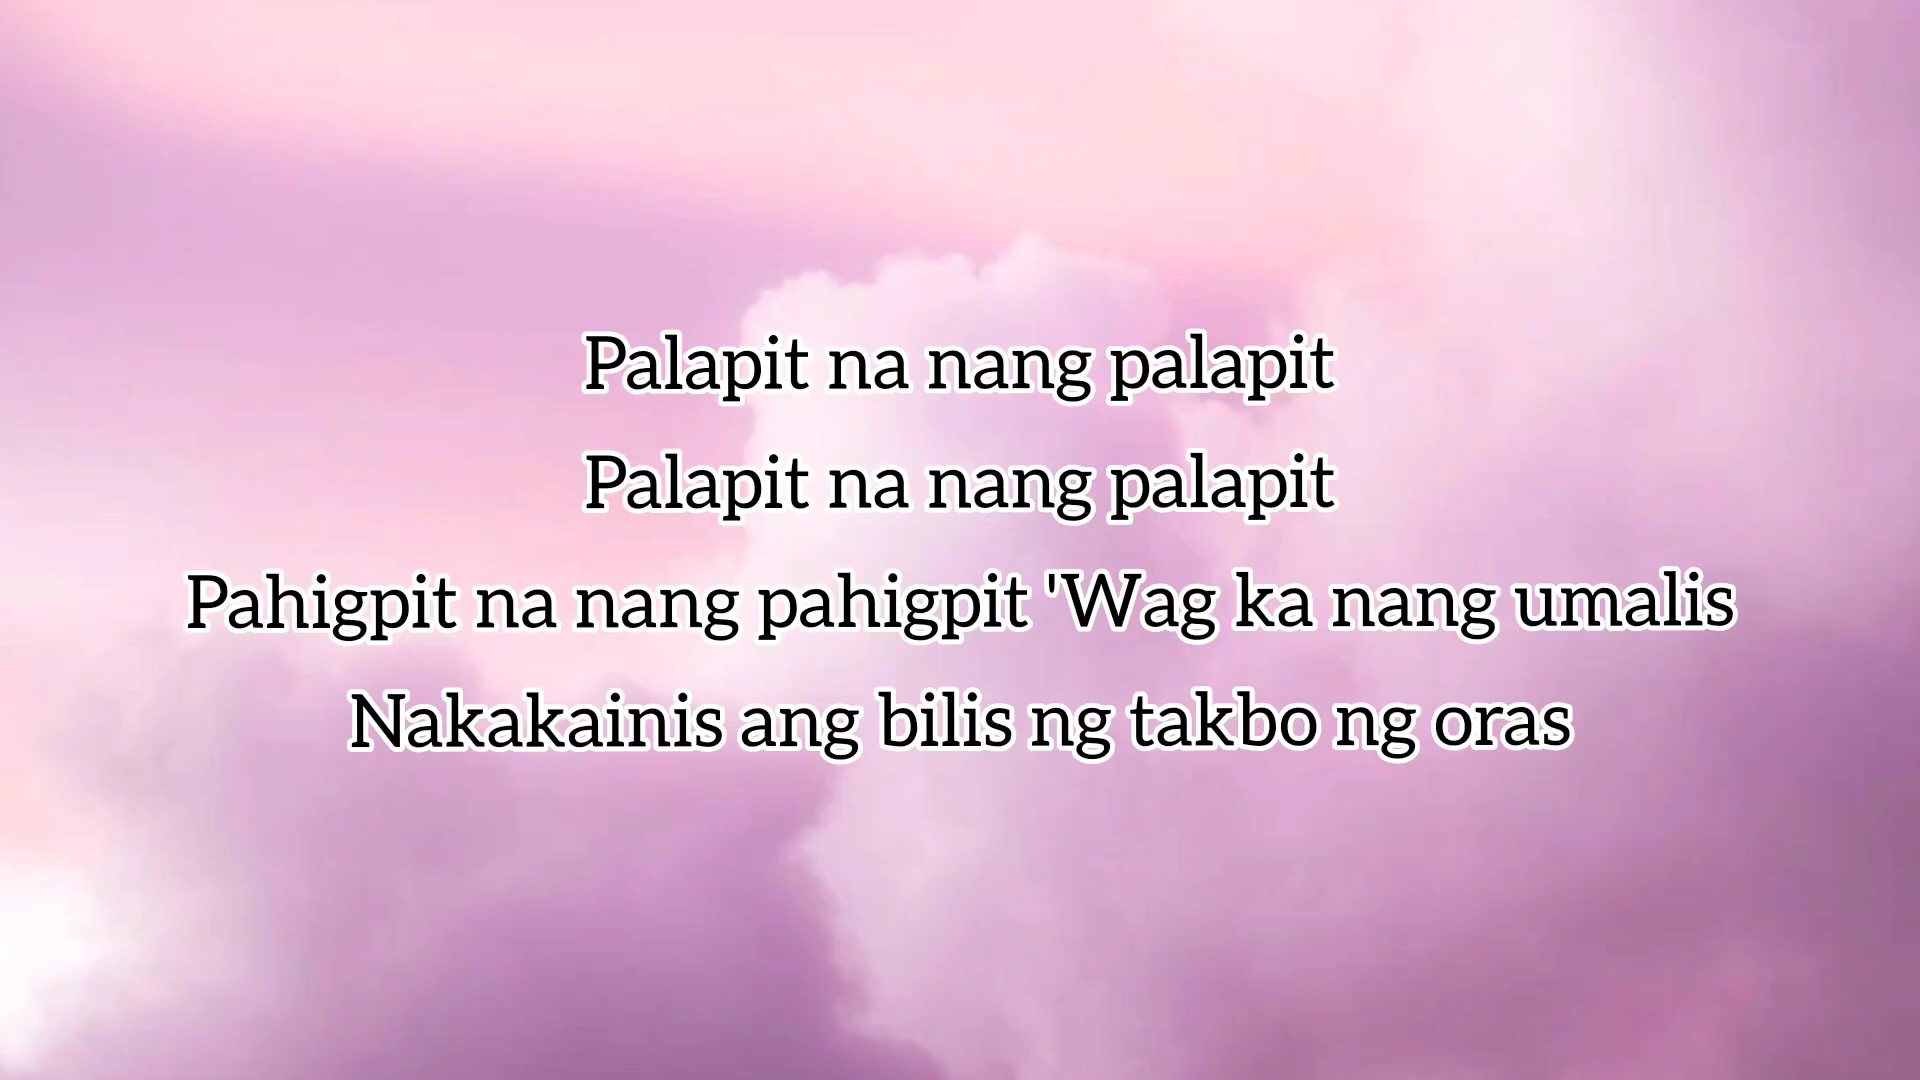 Palapit na nang palapit
Palapit na nang palapit
Pahigpit na nang pahigpit 'Wag ka nang umalis
Nakakainis ang bilis ng takbo ng oras